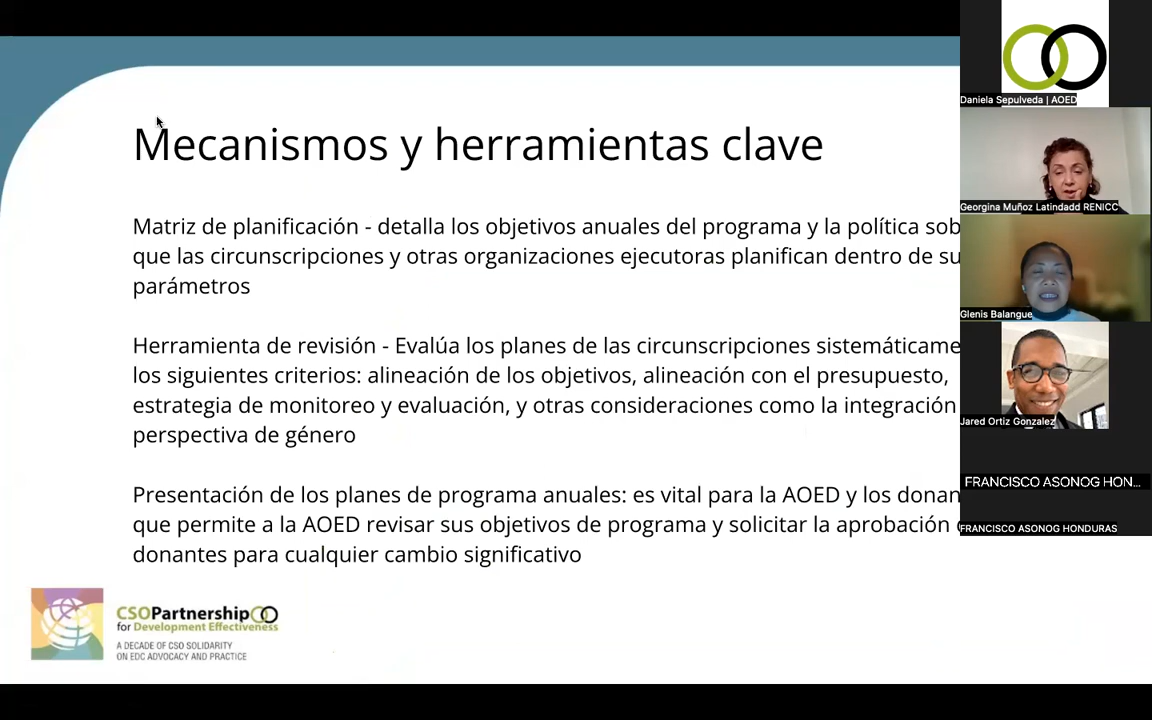 Mecanismos y herramientas clave
Matriz de planificación - detalla los objetivos anuales del programa y la política sob
que las circunscripciones y otras organizaciones ejecutoras planifican dentro de su
parámetros
Herramienta de revisión - Evalúa los planes de las circunscripciones sistemáticame
los siguientes criterios: alineación de los objetivos, alineación con el presupuesto,
estrategia de monitoreo y evaluación, y otras consideraciones como la integración
perspectiva de género
Presentación de los planes de programa anuales: es vital para la AOED y los donan
que permite a la AOED revisar sus objetivos de programa y solicitar la aprobación
donantes para cualquier cambio significativo
CSOPartnership
for Development Effectiveness
A DECADE OF CSO SOLIDARITY
ON EDC ADVOCACY AND PRACTICE
Daniela Sepulveda | AOED
Georgina Muñoz Latindadd RENICC
Glenis Balangue
Jared Ortiz Gonzalez
FRANCISCO ASONOG HON...
FRANCISCO ASONOG HONDURAS